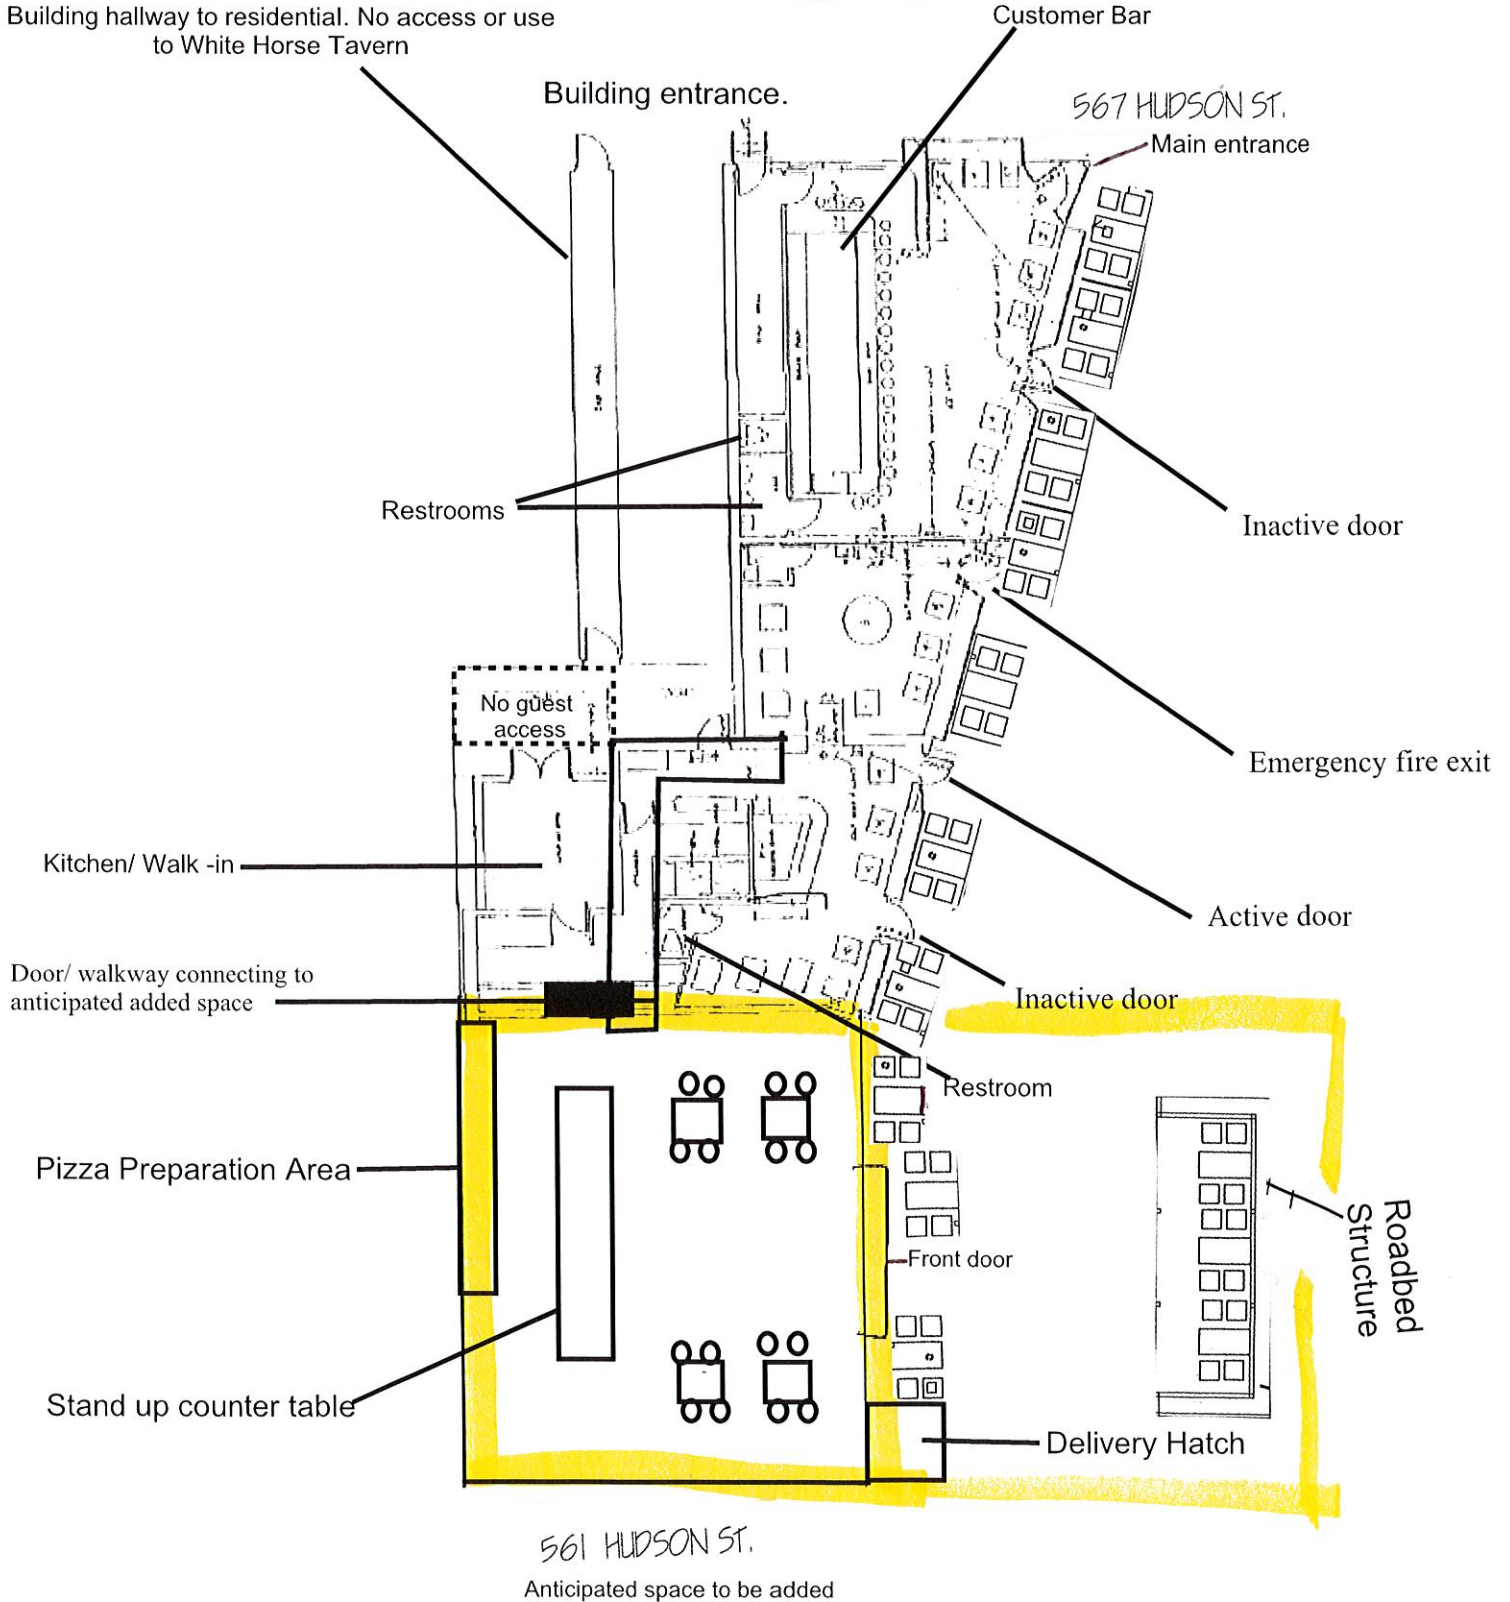 Building hallway to residential. No access or use
to White Horse Tavern
Customer Bar
Building entrance.
567 HUDSON ST.
Main entrance
Restrooms
Inactive door
No guest
access
Emergency fire exit
Kitchen/ Walk -in
Active door
Door/ walkway connecting to
anticipated added space
Inactive door
Restroom
Pizza Preparation Area
Roadbed
Structure
Front door
Stand up counter table
Delivery Hatch
561 HUDSON ST.
Anticipated space to be added